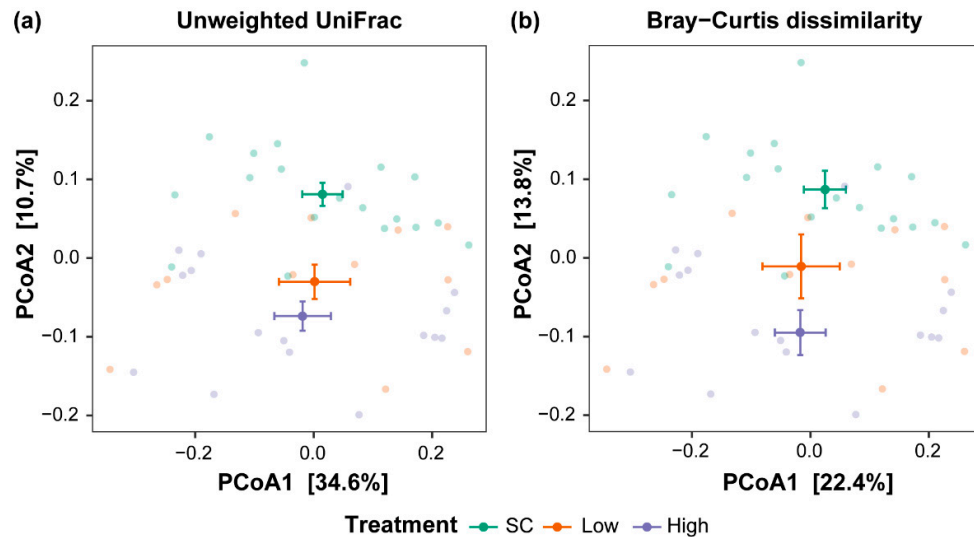 (a) Unweighted UniFrac
(b) Bray−Curtis dissimilarity
PCoA2 [10.7%]
0.2
0.1
0.0
−0.1
−0.2
−0.2 0.0 0.2
PCoA1 [34.6%]
PCoA2 [13.8%]
0.2
0.1
0.0
−0.1
−0.2
−0.2 0.0 0.2
PCoA1 [22.4%]
Treatment SC Low High